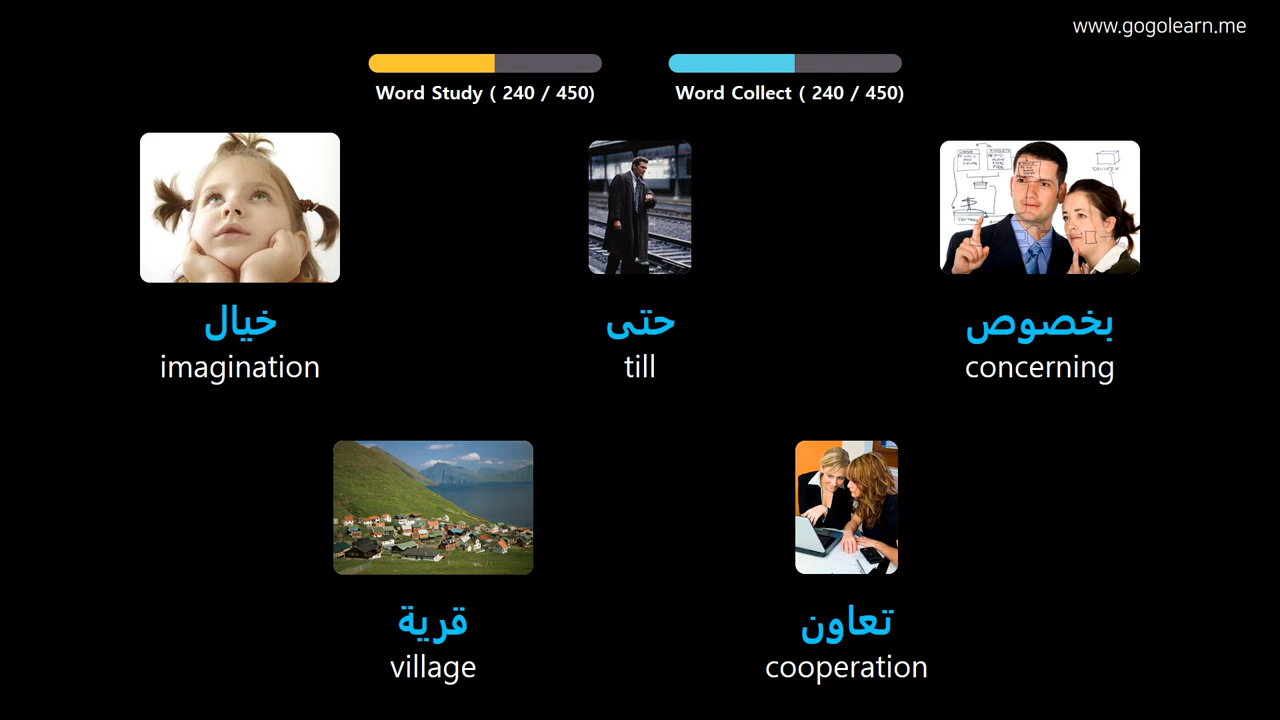 www.gogolearn.me
Word Study ( 240 / 450)
Word Collect ( 240 / 450)
خيال
imagination
حتى
till
بخصوص
concerning
قرية
village
تعاون
cooperation